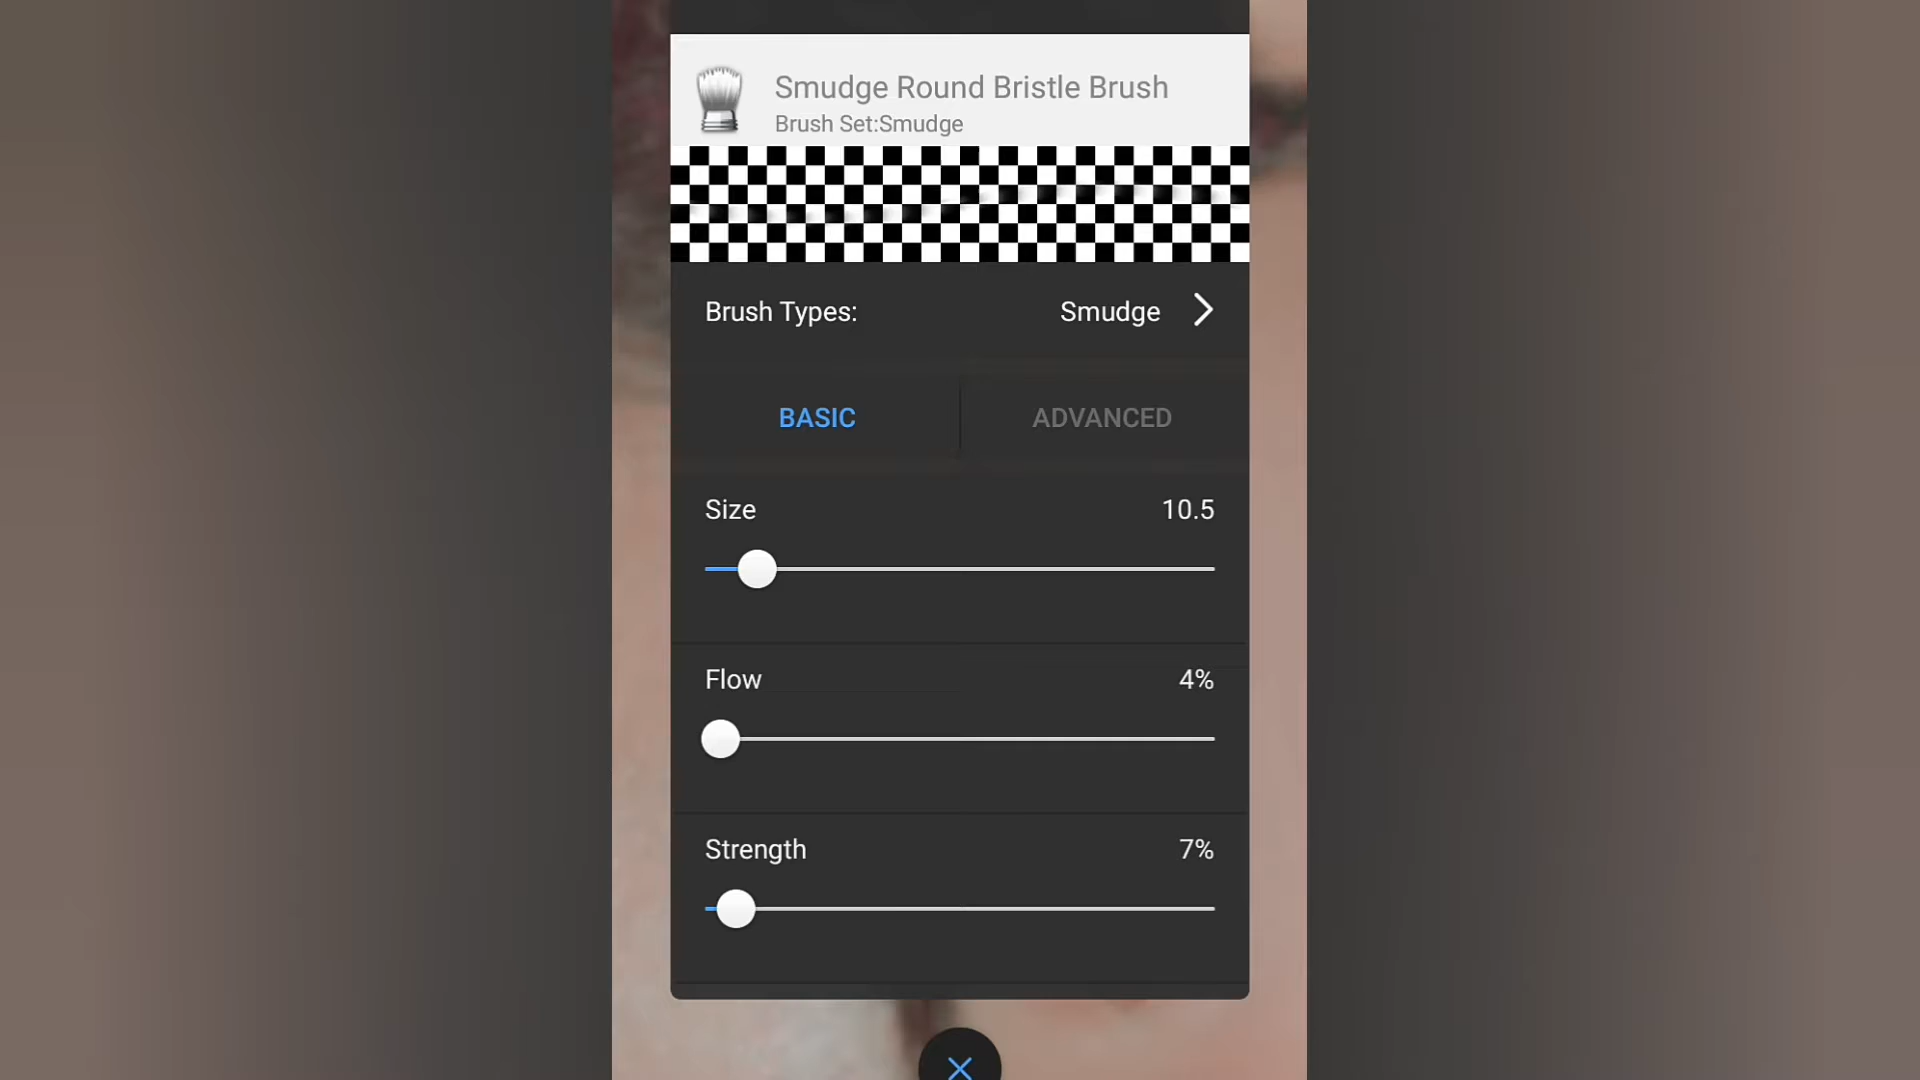 Smudge Round Bristle Brush
Brush Set:Smudge
Brush Types: Smudge
BASIC ADVANCED
Size 10.5
Flow 4%
Strength 7%